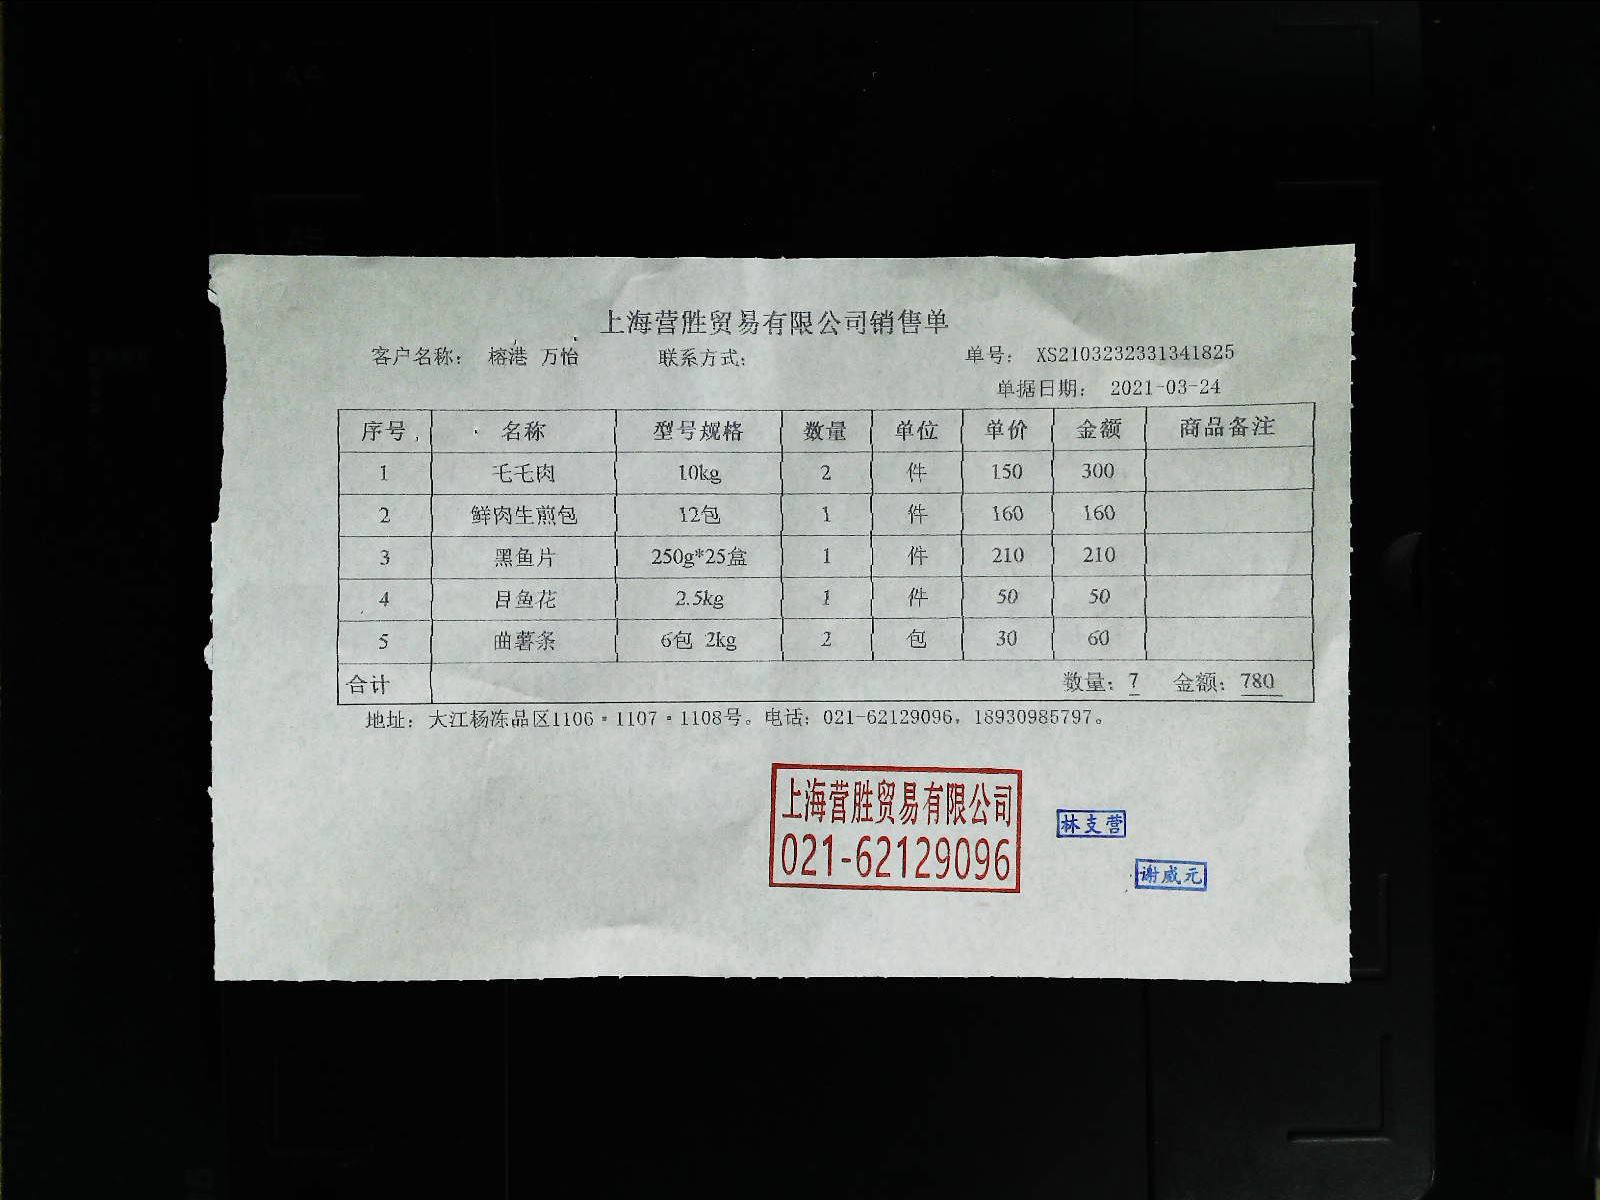 上海营胜贸易有限公司销售单
客户名称： 榕港 万怡 联系方式： 单号： XS2103232331341825
单据日期： 2021-03-24
序号 名称 型号规格 数量 单位 单价 金额 商品备注
1 毛毛肉 10kg 2 件 150 300
2 鲜肉生煎包 12包 1 件 160 160
3 黑鱼片 250g*25盒 1 件 210 210
4 目鱼花 2.5kg 1 件 50 50
5 曲薯条 6包 2kg 2 包 30 60
合计 数量：7 金额：780
地址：大江杨冻品区1106·1107·1108号。电话：021-62129096，18930985797。
上海营胜贸易有限公司
021-62129096
林支营
谢威元